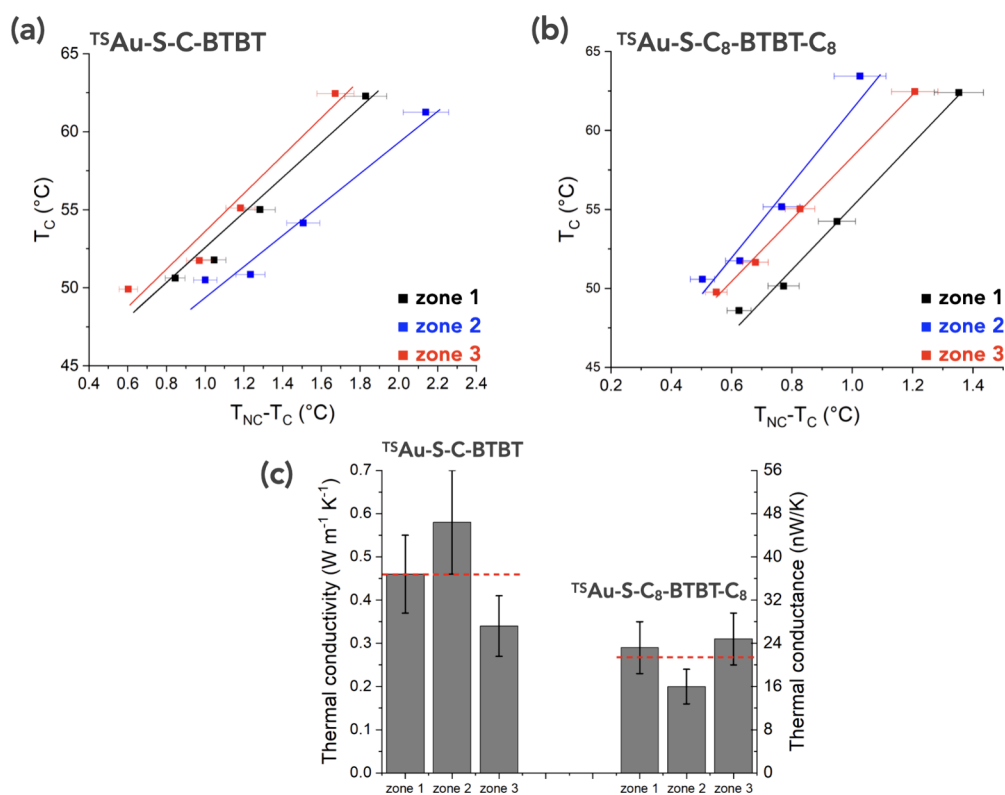 (a)
TSAu-S-C-BTBT
65
60
55
50
45
TC (°C)
0.4 0.6 0.8 1.0 1.2 1.4 1.6 1.8 2.0 2.2 2.4
TNC-TC (°C)
zone 1
zone 2
zone 3
(b)
TSAu-S-C8-BTBT-C8
65
60
55
50
45
TC (°C)
0.2 0.4 0.6 0.8 1.0 1.2 1.4
TNC-TC (°C)
zone 1
zone 2
zone 3
(c)
TSAu-S-C-BTBT
TSAu-S-C8-BTBT-C8
Thermal conductivity (W m-1 K-1)
0.7
0.6
0.5
0.4
0.3
0.2
0.1
0.0
56
48
40
32
24
16
8
0
Thermal conductance (nW/K)
zone 1 zone 2 zone 3 zone 1 zone 2 zone 3